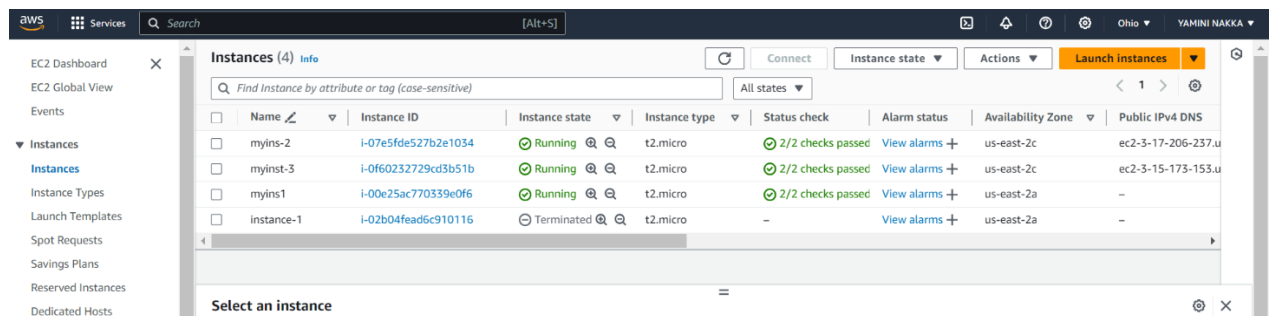 aws Services Search [Alt+S] Ohio ▼ YAMINI NAKKA ▼
EC2 Dashboard
EC2 Global View
Events
Instances
Instances
Instance Types
Launch Templates
Spot Requests
Savings Plans
Reserved Instances
Dedicated Hosts
Instances (4) Info Connect Instance state ▼ Actions ▼ Launch instances ▼
Find Instance by attribute or tag (case-sensitive) All states ▼ < 1 >
Name Instance ID Instance state Instance type Status check Alarm status Availability Zone Public IPv4 DNS
myins-2 i-07e5fde527b2e1034 Running t2.micro 2/2 checks passed View alarms + us-east-2c ec2-3-17-206-237.u
myinst-3 i-0f60232729cd3b51b Running t2.micro 2/2 checks passed View alarms + us-east-2c ec2-3-15-173-153.u
myins1 i-00e25ac770339e0f6 Running t2.micro 2/2 checks passed View alarms + us-east-2a –
instance-1 i-02b04fead6c910116 Terminated t2.micro – View alarms + us-east-2a –
Select an instance